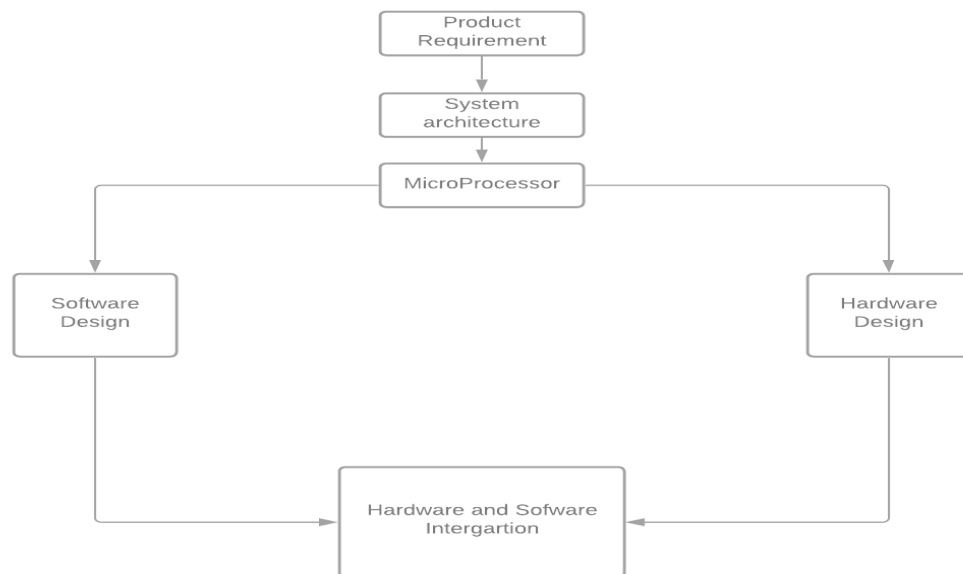 Product
Requirement
System
architecture
MicroProcessor
Software
Design
Hardware
Design
Hardware and Sofware
Intergartion